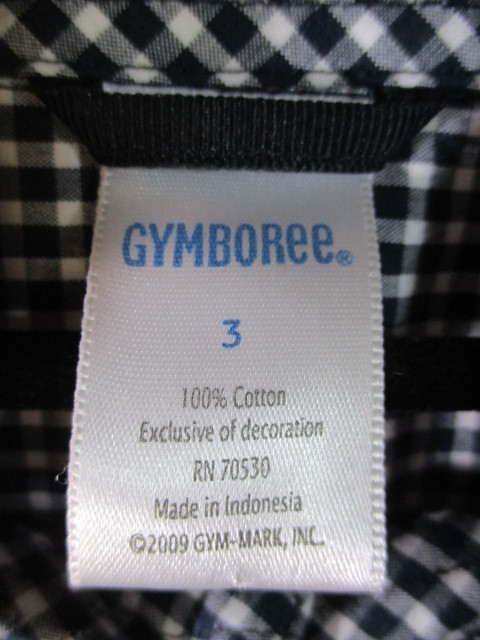 GYMBOREE®
3
100% Cotton
Exclusive of decoration
RN 70530
Made in Indonesia
©2009 GYM-MARK, INC.